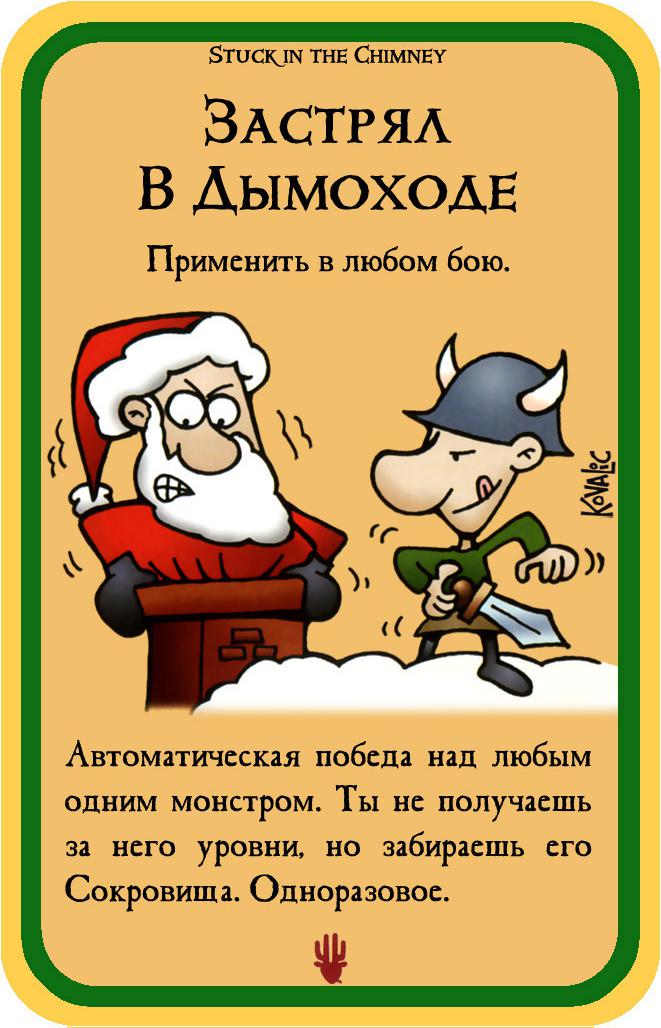 Stuck in the Chimney
Застрял
В Дымоходе
Применить в любом бою.
Kovalic
Автоматическая победа над любым
одним монстром. Ты не получаешь
за него уровни, но забираешь его
Сокровища. Одноразовое.